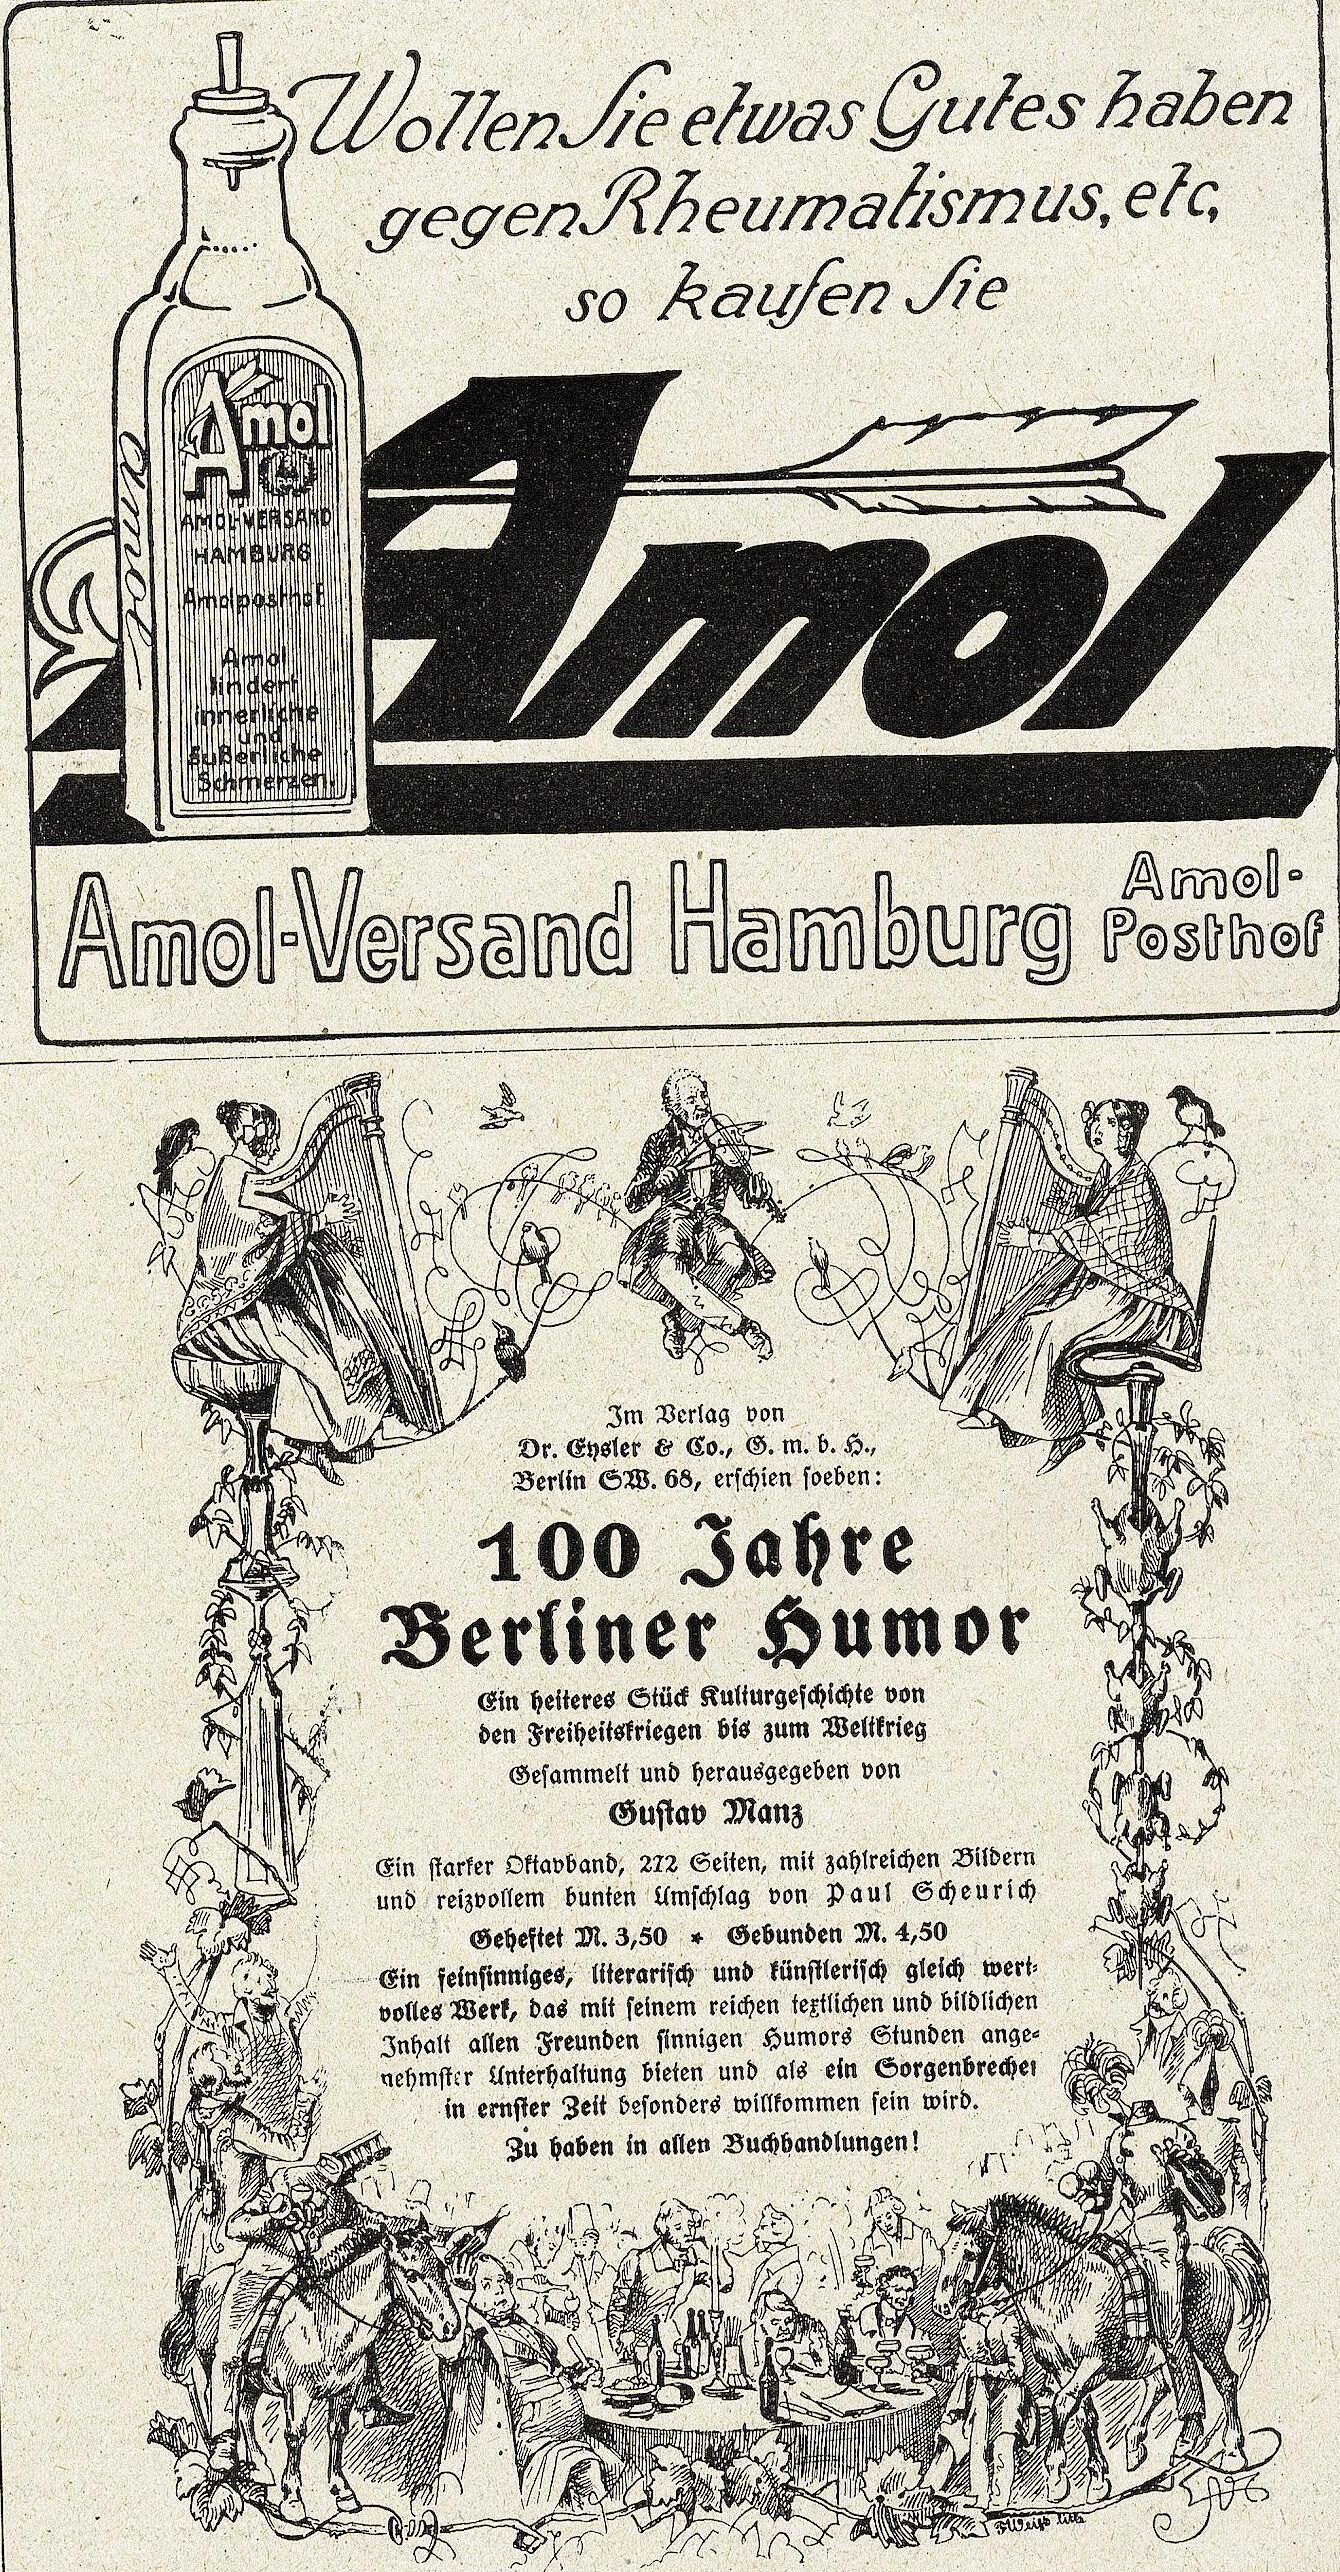 Wollen Sie etwas Gutes haben
gegen Rheumatismus, etc,
so kaufen Sie
Amol
Amol
Amol
AMOL-VERSAND
HAMBURG
Amolposthof
Amol
lindert
innerliche
und
äußerliche
Schmerzen.
Amol-Versand Hamburg Amol-
Posthof
Im Verlag von
Dr. Eysler & Co., G. m. b. H.,
Berlin SW. 68, erschien soeben:
100 Jahre
Berliner Humor
Ein heiteres Stück Kulturgeschichte von
den Freiheitskriegen bis zum Weltkrieg
Gesammelt und herausgegeben von
Gustav Manz
Ein starker Oktavband, 272 Seiten, mit zahlreichen Bildern
und reizvollem bunten Umschlag von Paul Scheurich
Geheftet M. 3,50 * Gebunden M. 4,50
Ein feinsinniges, literarisch und künstlerisch gleich wert-
volles Werk, das mit seinem reichen textlichen und bildlichen
Inhalt allen Freunden sinnigen Humors Stunden ange-
nehmster Unterhaltung bieten und als ein Sorgenbrecher
in ernster Zeit besonders willkommen sein wird.
Zu haben in allen Buchhandlungen!